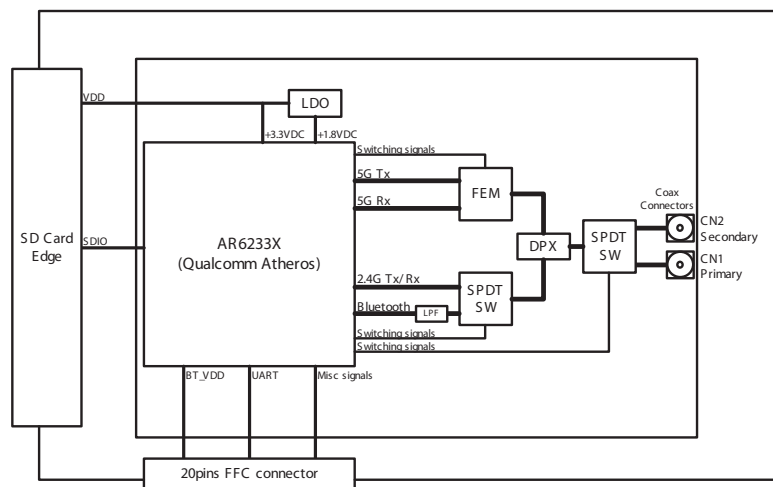 VDD
LDO
+3.3VDC
+1.8VDC
Switching signals
5G Tx
FEM
5G Rx
Coax
Connectors
CN2
Secondary
SD Card
Edge
SDIO
AR6233X
(Qualcomm Atheros)
DPX
SPDT
SW
CN1
Primary
2.4G Tx/Rx
SPDT
SW
Bluetooth
LPF
Switching signals
Switching signals
BT_VDD
UART
Misc signals
20pins FFC connector